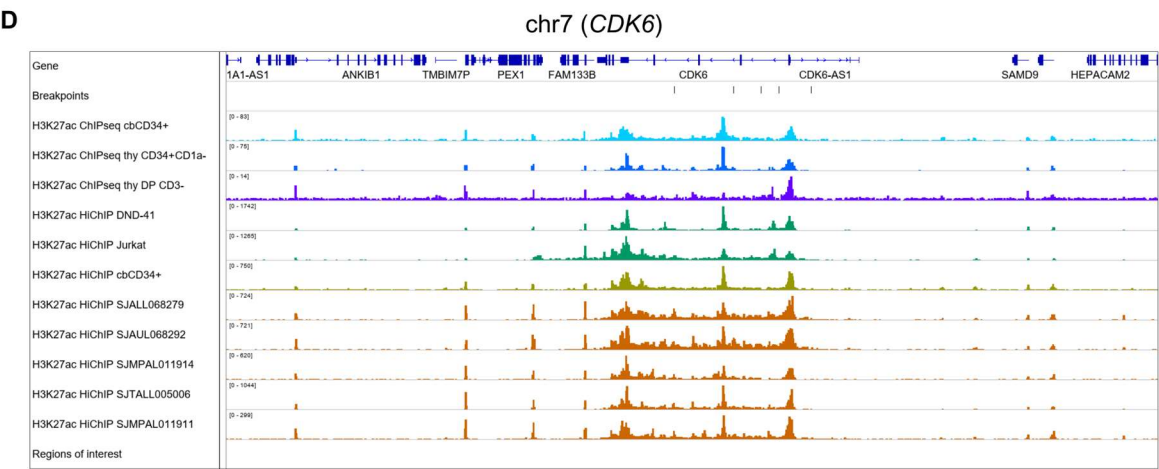 D
chr7 (CDK6)
Gene
1A1-AS1 ANKIB1 TMBIM7P PEX1 FAM133B CDK6 CDK6-AS1 SAMD9 HEPACAM2
Breakpoints
[0 - 83]
H3K27ac ChIPseq cbCD34+
[0 - 75]
H3K27ac ChIPseq thy CD34+CD1a-
[0 - 14]
H3K27ac ChIPseq thy DP CD3-
[0 - 1742]
H3K27ac HiChIP DND-41
[0 - 1265]
H3K27ac HiChIP Jurkat
[0 - 750]
H3K27ac HiChIP cbCD34+
[0 - 724]
H3K27ac HiChIP SJALL068279
[0 - 721]
H3K27ac HiChIP SJAUL068292
[0 - 620]
H3K27ac HiChIP SJMPAL011914
[0 - 1044]
H3K27ac HiChIP SJTALL005006
[0 - 299]
H3K27ac HiChIP SJMPAL011911
Regions of interest